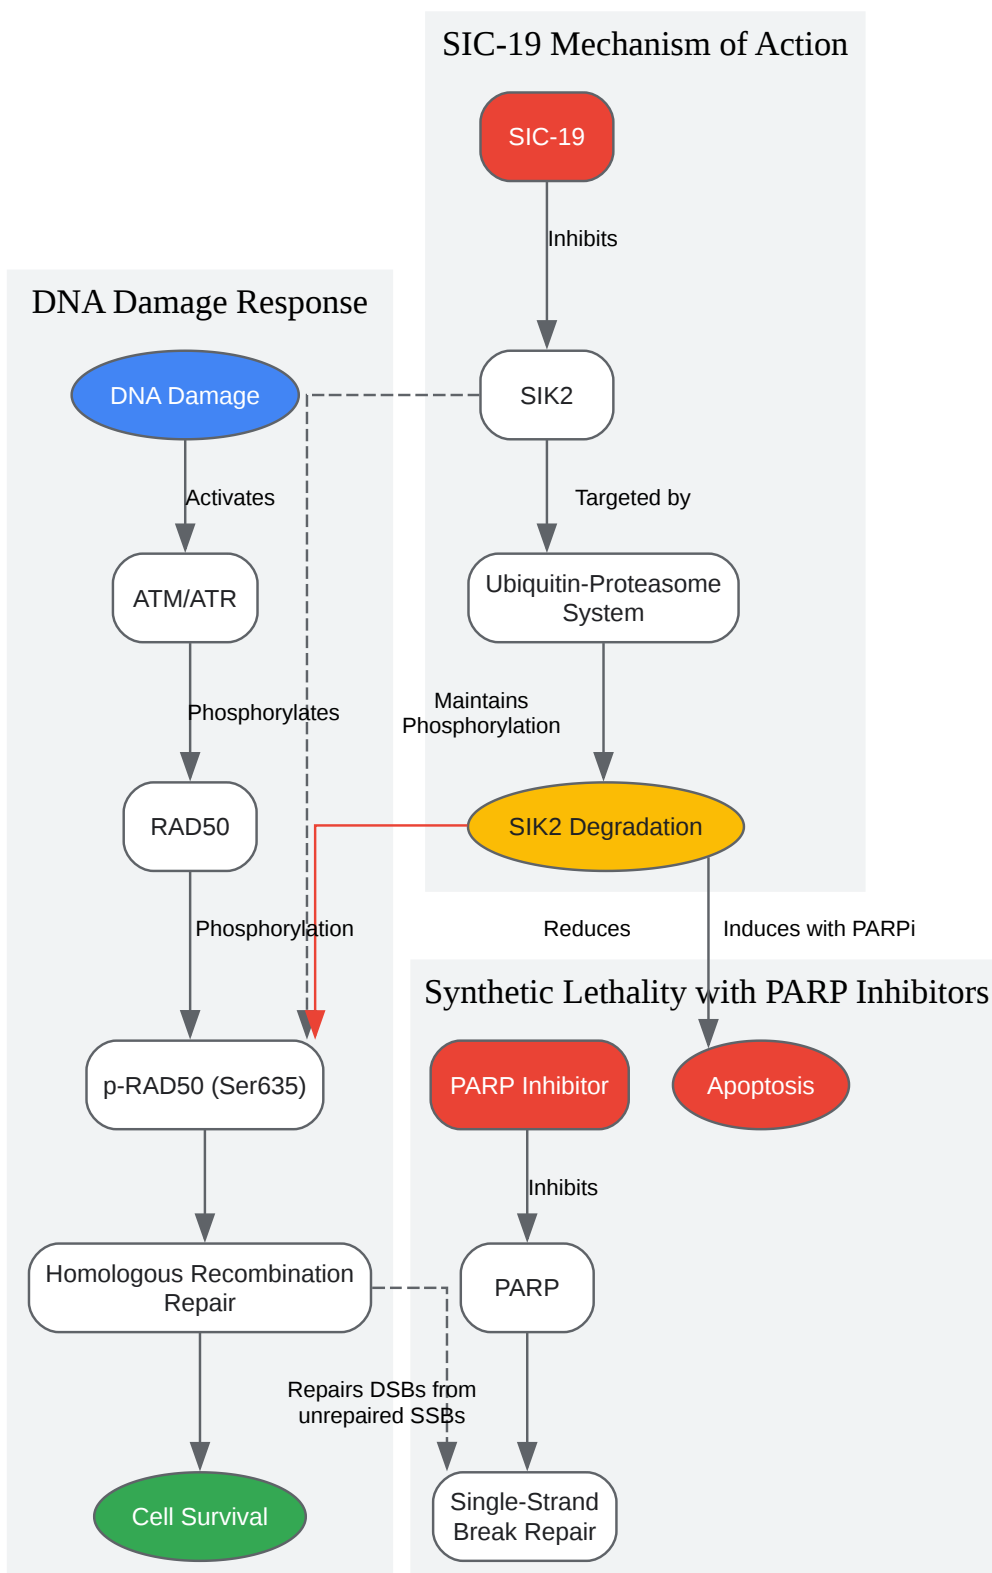 SIC-19 Mechanism of Action
SIC-19
Inhibits
DNA Damage Response
DNA Damage
SIK2
Activates
Targeted by
ATM/ATR
Ubiquitin-Proteasome
System
Phosphorylates
Maintains
Phosphorylation
RAD50
SIK2 Degradation
Phosphorylation
Reduces
Induces with PARPi
Synthetic Lethality with PARP Inhibitors
p-RAD50 (Ser635)
PARP Inhibitor
Apoptosis
Inhibits
Homologous Recombination
Repair
PARP
Repairs DSBs from
unrepaired SSBs
Cell Survival
Single-Strand
Break Repair